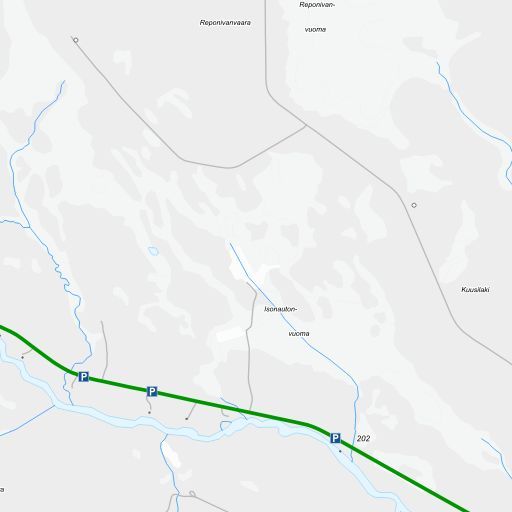 Reponivan-
vuoma
Reponivanvaara
Kuusilaki
Isonauton-
vuoma
P
P
P
202
a